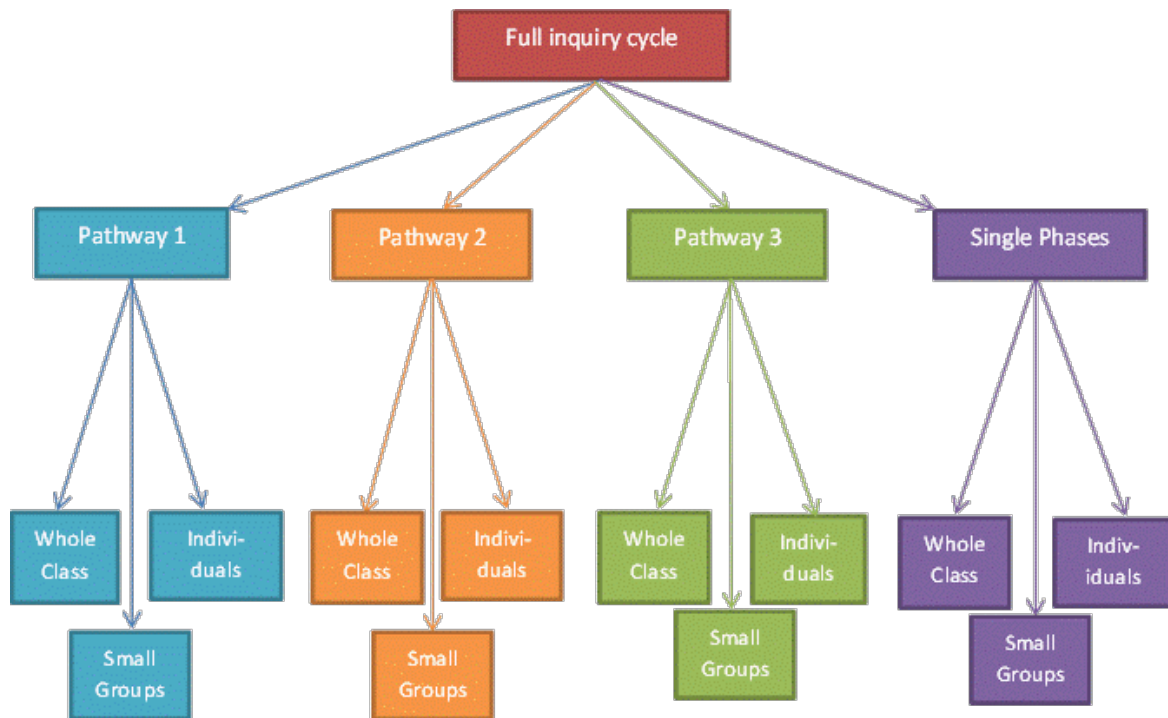 Full inquiry cycle
Pathway 1
Pathway 2
Pathway 3
Single Phases
Whole
Class
Indivi-
duals
Small
Groups
Whole
Class
Indivi-
duals
Small
Groups
Whole
Class
Indivi-
duals
Small
Groups
Whole
Class
Indiv-
iduals
Small
Groups